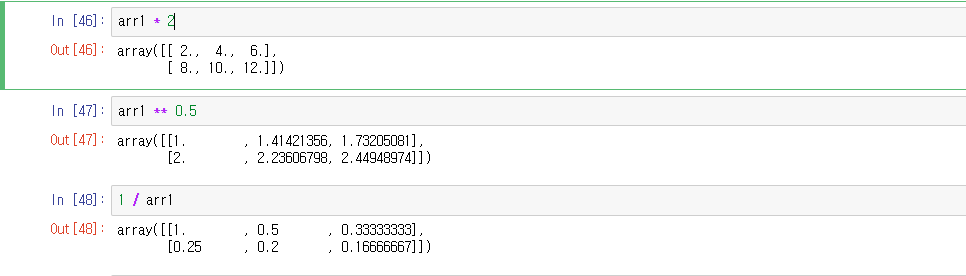 In [46]: arr1 * 2
Out[46]: array([[ 2.,  4.,  6.],
       [ 8., 10., 12.]])
In [47]: arr1 ** 0.5
Out[47]: array([[1.        , 1.41421356, 1.73205081],
       [2.        , 2.23606798, 2.44948974]])
In [48]: 1 / arr1
Out[48]: array([[1.        , 0.5       , 0.33333333],
       [0.25      , 0.2       , 0.16666667]])